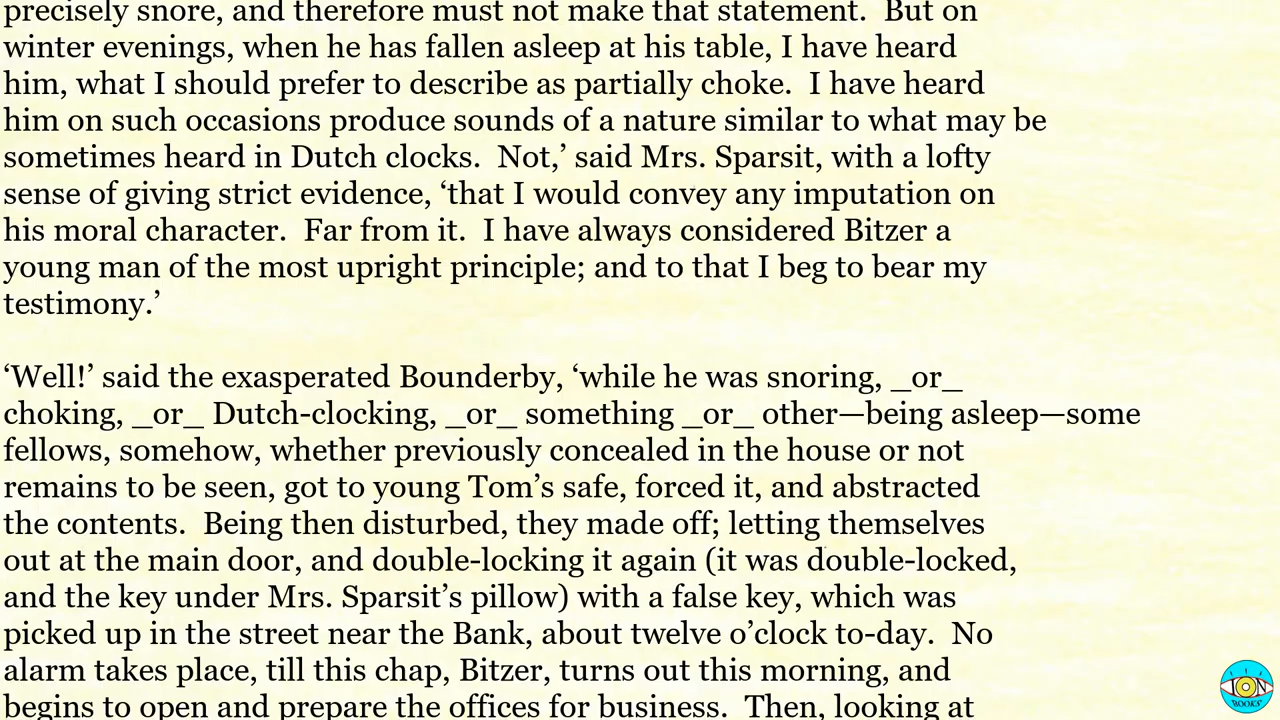 precisely snore, and therefore must not make that statement.  But on
winter evenings, when he has fallen asleep at his table, I have heard
him, what I should prefer to describe as partially choke.  I have heard
him on such occasions produce sounds of a nature similar to what may be
sometimes heard in Dutch clocks.  Not,’ said Mrs. Sparsit, with a lofty
sense of giving strict evidence, ‘that I would convey any imputation on
his moral character.  Far from it.  I have always considered Bitzer a
young man of the most upright principle; and to that I beg to bear my
testimony.’

‘Well!’ said the exasperated Bounderby, ‘while he was snoring, _or_
choking, _or_ Dutch-clocking, _or_ something _or_ other—being asleep—some
fellows, somehow, whether previously concealed in the house or not
remains to be seen, got to young Tom’s safe, forced it, and abstracted
the contents.  Being then disturbed, they made off; letting themselves
out at the main door, and double-locking it again (it was double-locked,
and the key under Mrs. Sparsit’s pillow) with a false key, which was
picked up in the street near the Bank, about twelve o’clock to-day.  No
alarm takes place, till this chap, Bitzer, turns out this morning, and
begins to open and prepare the offices for business.  Then, looking at
ION
BOOKS